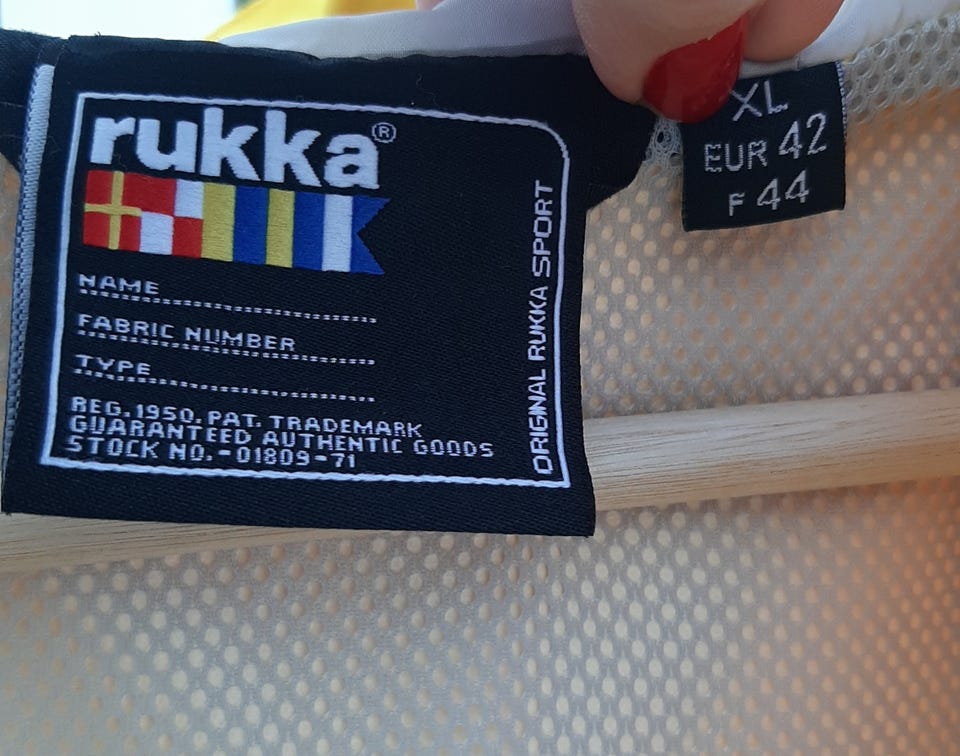 rukka®
NAME
FABRIC NUMBER
TYPE
REG. 1950. PAT. TRADEMARK
GUARANTEED AUTHENTIC GOODS
STOCK NO.-01809-71
ORIGINAL RUKKA SPORT
XL
EUR 42
F 44